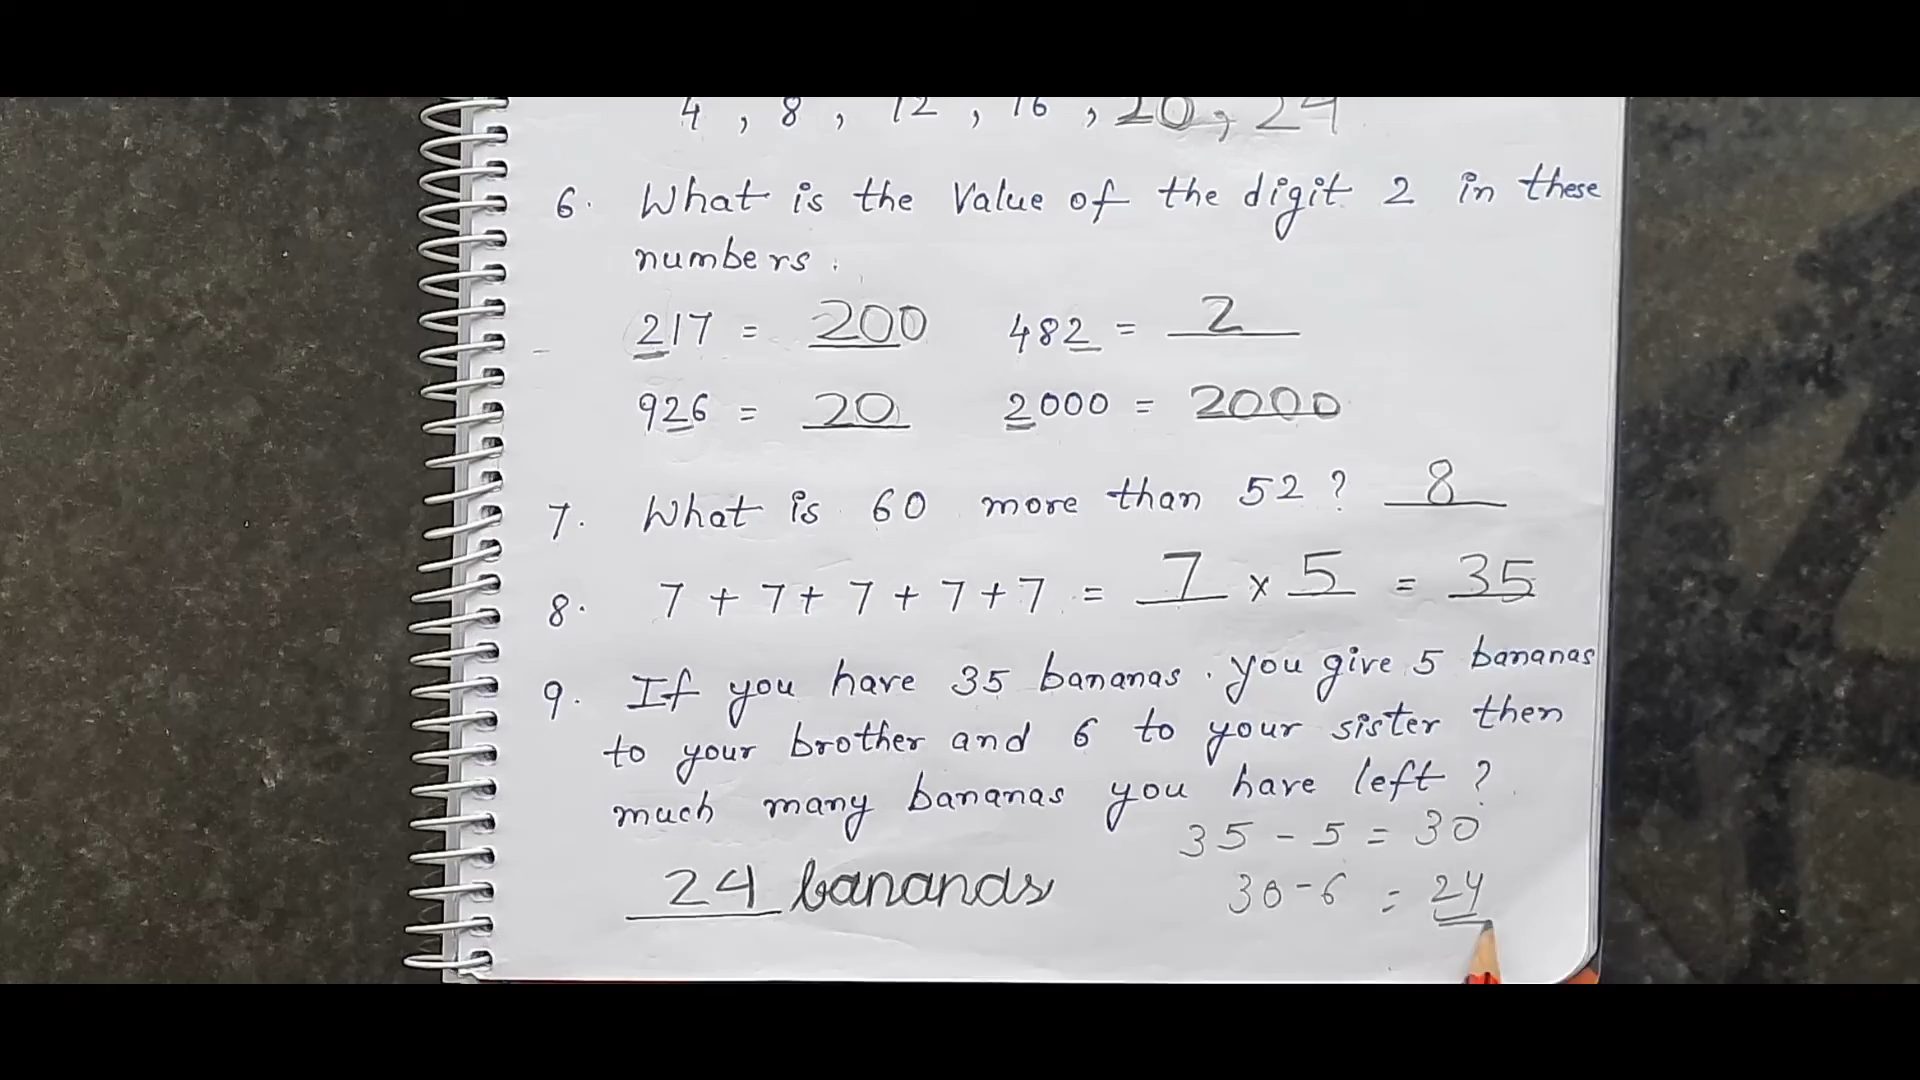 4 , 8 , 12 , 16 , 20 , 24
6. What is the Value of the digit 2 in these
numbers.
217 = 200 482 = 2
926 = 20 2000 = 2000
7. What is 60 more than 52 ? 8
8. 7 + 7 + 7 + 7 + 7 = 7 x 5 = 35
9. If you have 35 bananas . you give 5 bananas
to your brother and 6 to your sister then
much many bananas you have left ?
35 - 5 = 30
24 bananas
30 - 6 = 24